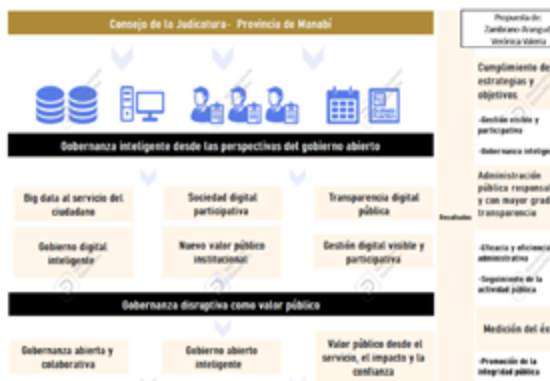 Consejo de la Judicatura- Provincia de Manabí
Gobernanza inteligente desde las perspectivas del gobierno abierto
Big data al servicio del
ciudadano
Sociedad digital
participativa
Transparencia digital
pública
Gobierno digital
inteligente
Nuevo valor público
institucional
Gestión digital visible y
participativa
Gobernanza disruptiva como valor público
Gobernanza abierta y
colaborativa
Gobierno abierto
inteligente
Valor público desde el
servicio, el impacto y la
confianza
Resultados
Propuesta de:
Zambrano
Verónica Valeria
Cumplimiento de
estrategias y
objetivos
-Gestión visible y
participativa
-Gobernanza
Administración
pública
y con mayor
transparencia
-Eficacia y eficiencia
administrativa
-Seguimiento de la
actividad pública
Medición del
-Promoción de la
integridad pública